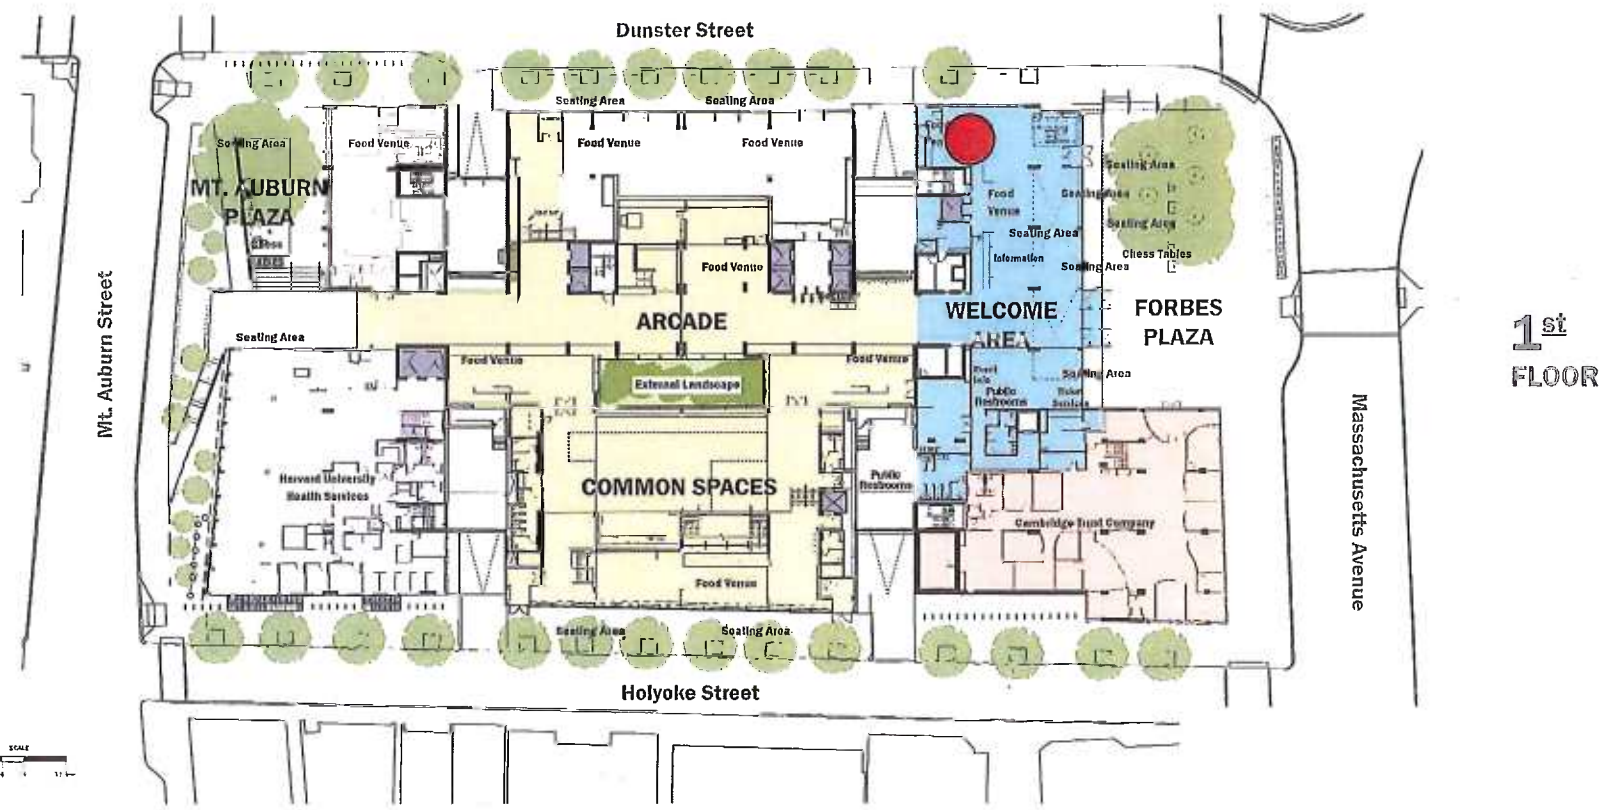 Dunster Street
Seating Area
Seating Area
Seating Area
Food Venue
Food Venue
Food Venue
MT. AUBURN
PLAZA
Food
Venue
Seating Area
Seating Area
Seating Area
Seating Area
Information
Chess Tables
Seating Area
Food Venue
WELCOME
AREA
FORBES
PLAZA
ARCADE
Seating Area
1st
FLOOR
Mt. Auburn Street
Food Venue
Food Venue
External Landscape
Event
Info
Seating Area
Public
Restrooms
Massachusetts Avenue
Harvard University
Health Services
COMMON SPACES
Public
Restrooms
Cambridge Trust Company
Food Venue
Seating Area
Seating Area
Holyoke Street
SCALE